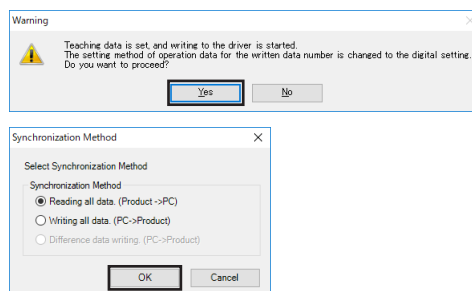 Warning
Teaching data is set, and writing to the driver is started.
The setting method of operation data for the written data number is changed to the digital setting.
Do you want to proceed?
Yes No
Synchronization Method
Select Synchronization Method
Synchronization Method
Reading all data. (Product ->PC)
Writing all data. (PC->Product)
Difference data writing. (PC->Product)
OK Cancel